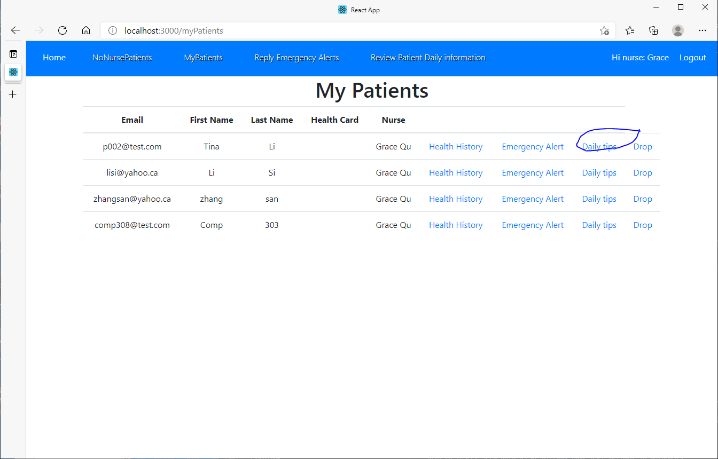 React App
localhost:3000/myPatients
Home NoNursePatients MyPatients Reply Emergency Alerts Review Patient Daily information Hi nurse: Grace Logout
My Patients
Email First Name Last Name Health Card Nurse
p002@test.com Tina Li Grace Qu Health History Emergency Alert Daily tips Drop
lisi@yahoo.ca Li Si Grace Qu Health History Emergency Alert Daily tips Drop
zhangsan@yahoo.ca zhang san Grace Qu Health History Emergency Alert Daily tips Drop
comp308@test.com Comp 303 Grace Qu Health History Emergency Alert Daily tips Drop